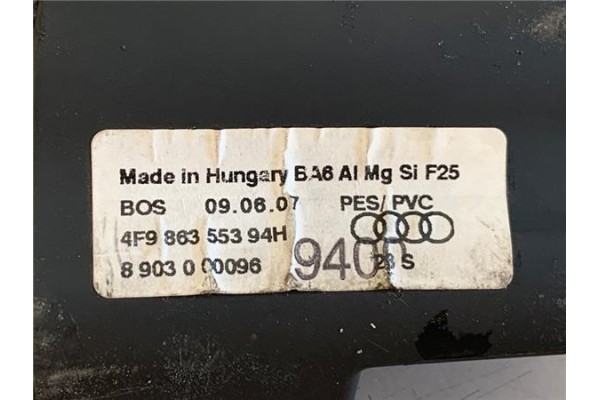 Made in Hungary BA6 Al Mg Si F25
BOS 09.06.07 PES/ PVC
4F9 863 553 94H
8 903 0 00096 940 23 S